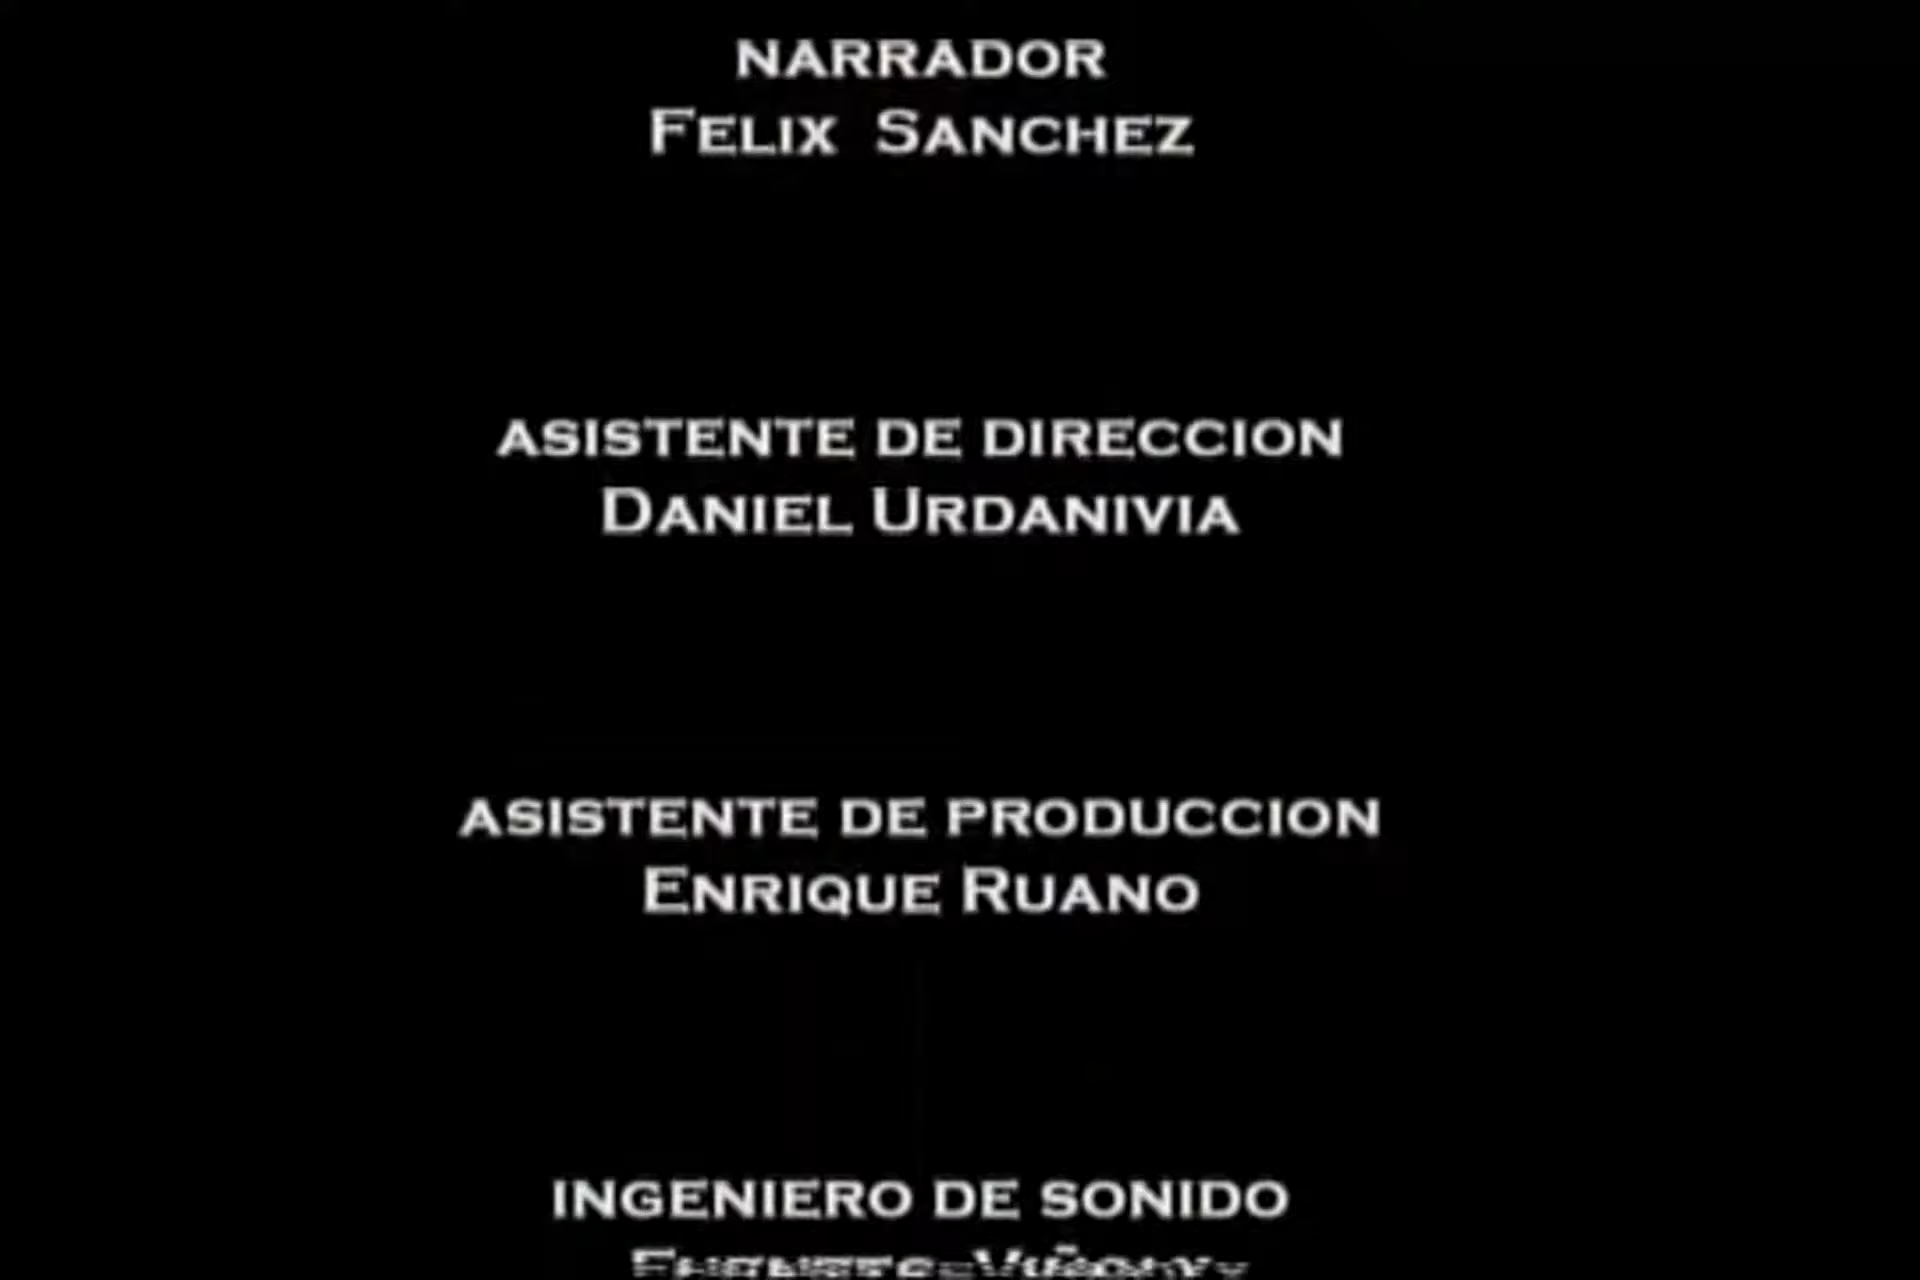 NARRADOR
FELIX SANCHEZ
ASISTENTE DE DIRECCION
DANIEL URDANIVIA
ASISTENTE DE PRODUCCION
ENRIQUE RUANO
INGENIERO DE SONIDO